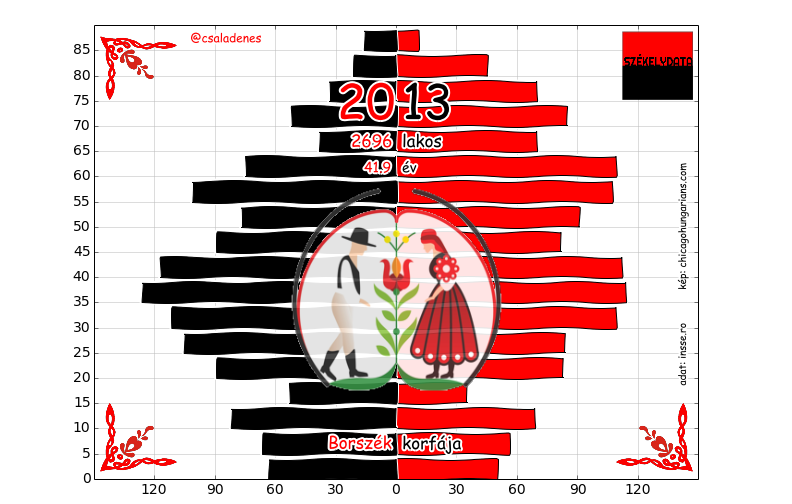 @csaladenes
SZÉKELYDATA
2013
2696 lakos
41.9 év
kép: chicagohungarians.com
adat: insse.ro
Borszék korfája
85
80
75
70
65
60
55
50
45
40
35
30
25
20
15
10
5
0
120 90 60 30 0 30 60 90 120